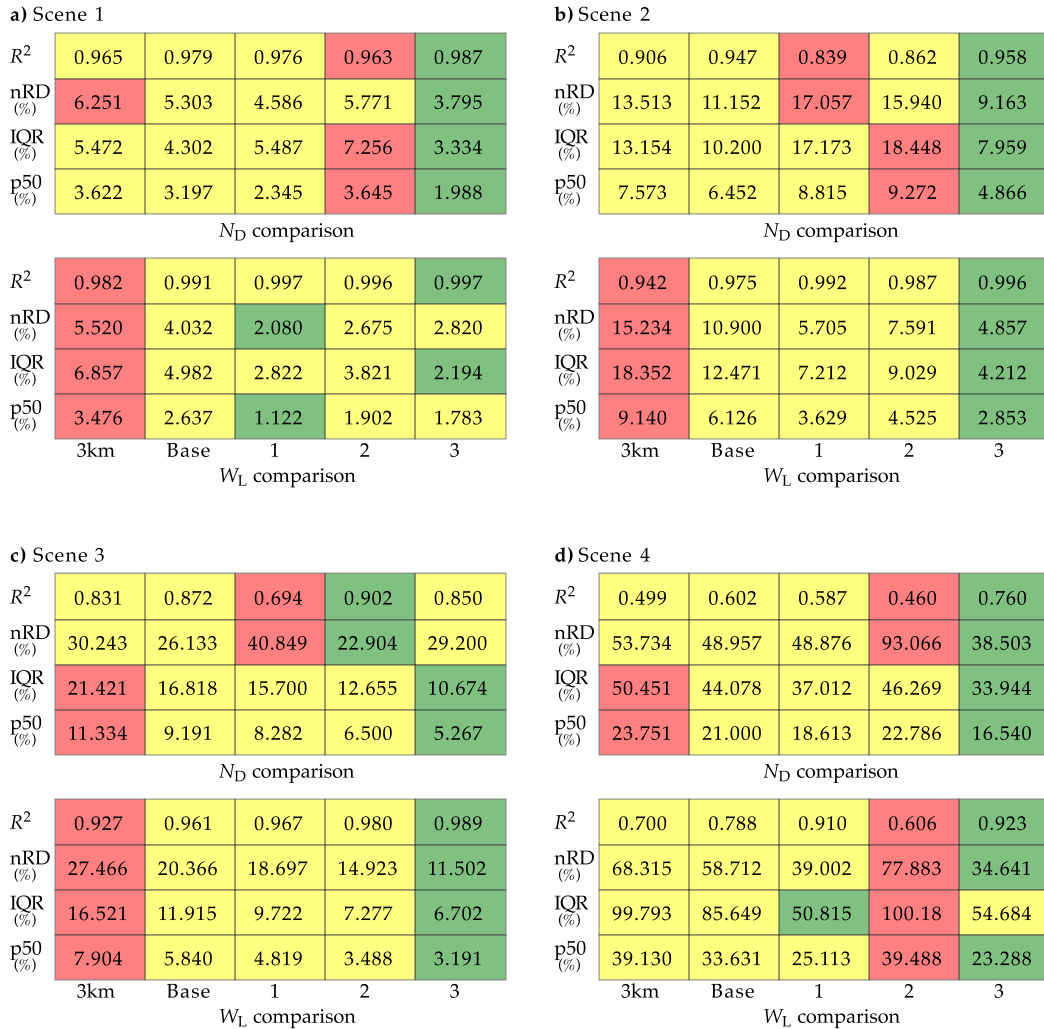 a) Scene 1
R2 0.965 0.979 0.976 0.963 0.987
nRD (%) 6.251 5.303 4.586 5.771 3.795
IQR (%) 5.472 4.302 5.487 7.256 3.334
p50 (%) 3.622 3.197 2.345 3.645 1.988
ND comparison
R2 0.982 0.991 0.997 0.996 0.997
nRD (%) 5.520 4.032 2.080 2.675 2.820
IQR (%) 6.857 4.982 2.822 3.821 2.194
p50 (%) 3.476 2.637 1.122 1.902 1.783
3km Base 1 2 3
WL comparison
b) Scene 2
R2 0.906 0.947 0.839 0.862 0.958
nRD (%) 13.513 11.152 17.057 15.940 9.163
IQR (%) 13.154 10.200 17.173 18.448 7.959
p50 (%) 7.573 6.452 8.815 9.272 4.866
ND comparison
R2 0.942 0.975 0.992 0.987 0.996
nRD (%) 15.234 10.900 5.705 7.591 4.857
IQR (%) 18.352 12.471 7.212 9.029 4.212
p50 (%) 9.140 6.126 3.629 4.525 2.853
3km Base 1 2 3
WL comparison
c) Scene 3
R2 0.831 0.872 0.694 0.902 0.850
nRD (%) 30.243 26.133 40.849 22.904 29.200
IQR (%) 21.421 16.818 15.700 12.655 10.674
p50 (%) 11.334 9.191 8.282 6.500 5.267
ND comparison
R2 0.927 0.961 0.967 0.980 0.989
nRD (%) 27.466 20.366 18.697 14.923 11.502
IQR (%) 16.521 11.915 9.722 7.277 6.702
p50 (%) 7.904 5.840 4.819 3.488 3.191
3km Base 1 2 3
WL comparison
d) Scene 4
R2 0.499 0.602 0.587 0.460 0.760
nRD (%) 53.734 48.957 48.876 93.066 38.503
IQR (%) 50.451 44.078 37.012 46.269 33.944
p50 (%) 23.751 21.000 18.613 22.786 16.540
ND comparison
R2 0.700 0.788 0.910 0.606 0.923
nRD (%) 68.315 58.712 39.002 77.883 34.641
IQR (%) 99.793 85.649 50.815 100.18 54.684
p50 (%) 39.130 33.631 25.113 39.488 23.288
3km Base 1 2 3
WL comparison